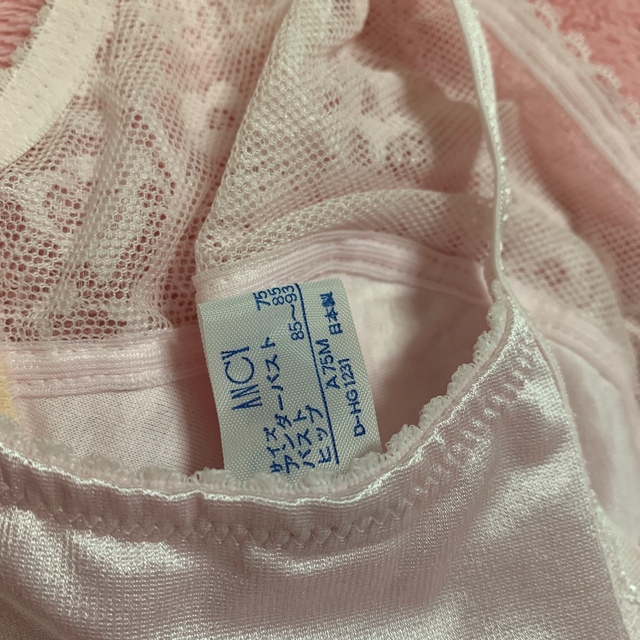 ANCY
サイズ
アンダーバスト 75
バスト 85
ヒップ 85〜93
A75M 日本製
D-HG1231